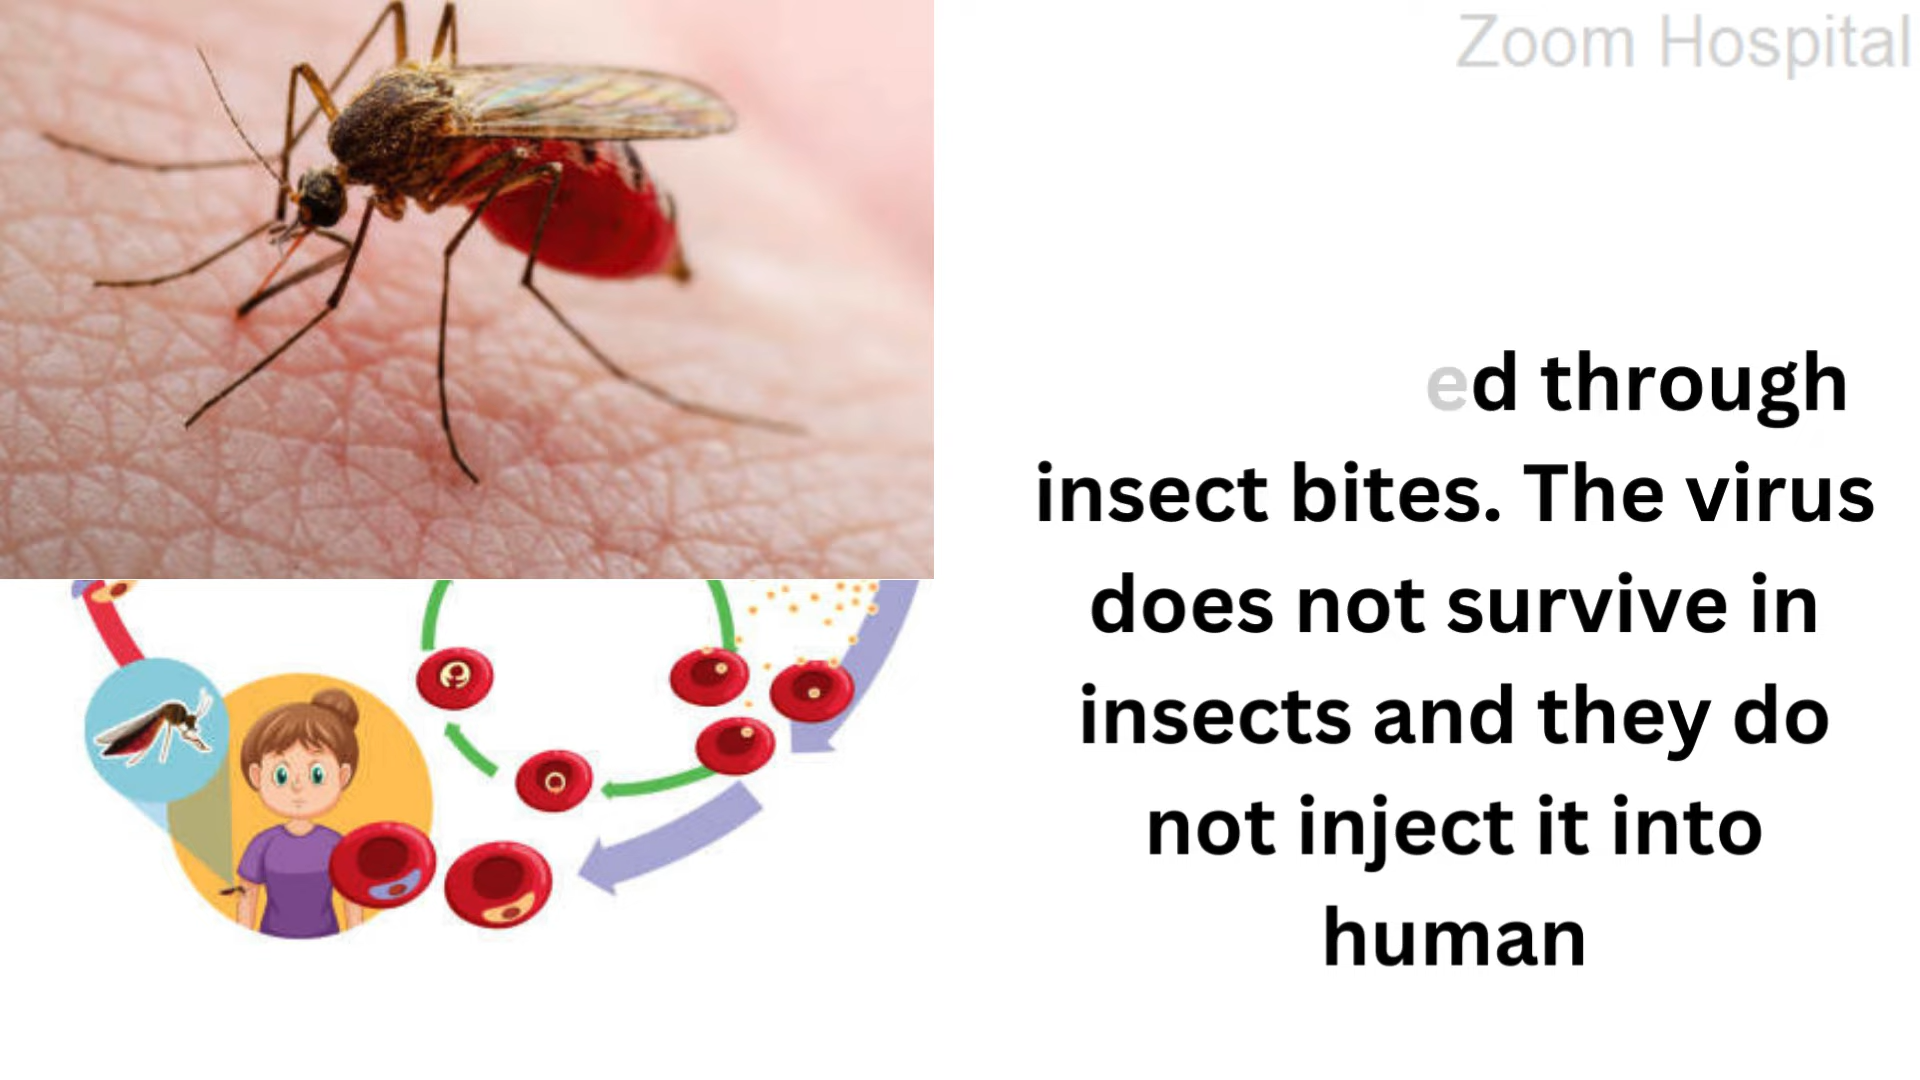 Zoom Hospital
ed through
insect bites. The virus
does not survive in
insects and they do
not inject it into
human